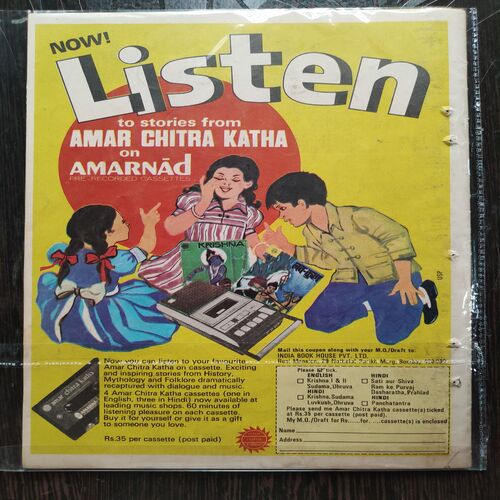 NOW!
Listen
to stories from
AMAR CHITRA KATHA
on
AMARNāD
PRE-RECORDED CASSETTES
KRISHNA
Now you can listen to your favourite
Amar Chitra Katha on cassette. Exciting
and inspiring stories from History,
Mythology and Folklore dramatically
recaptured with dialogue and music.
4 Amar Chitra Katha cassettes (one in
English, three in Hindi) now available at
leading music shops. 60 minutes of
listening pleasure on each cassette.
Buy it for yourself or give it as a gift
to someone you love.
Rs.35 per cassette (post paid)
Mail this coupon along with your M.O./Draft to:
INDIA BOOK HOUSE PVT. LTD.
Please ☑ tick.
ENGLISH
Krishna I & II
Sudama, Dhruva
HINDI
Krishna, Sudama
Luvkush, Dhruva
HINDI
Sati aur Shiva
Ram ke Purvaj
Dasharatha, Prahlad
HINDI
Panchatantra
Please send me Amar Chitra Katha cassette(s) ticked
at Rs.35 per cassette (post paid).
My M.O./Draft for Rs.....for.....cassette(s) is enclosed
Name
Address